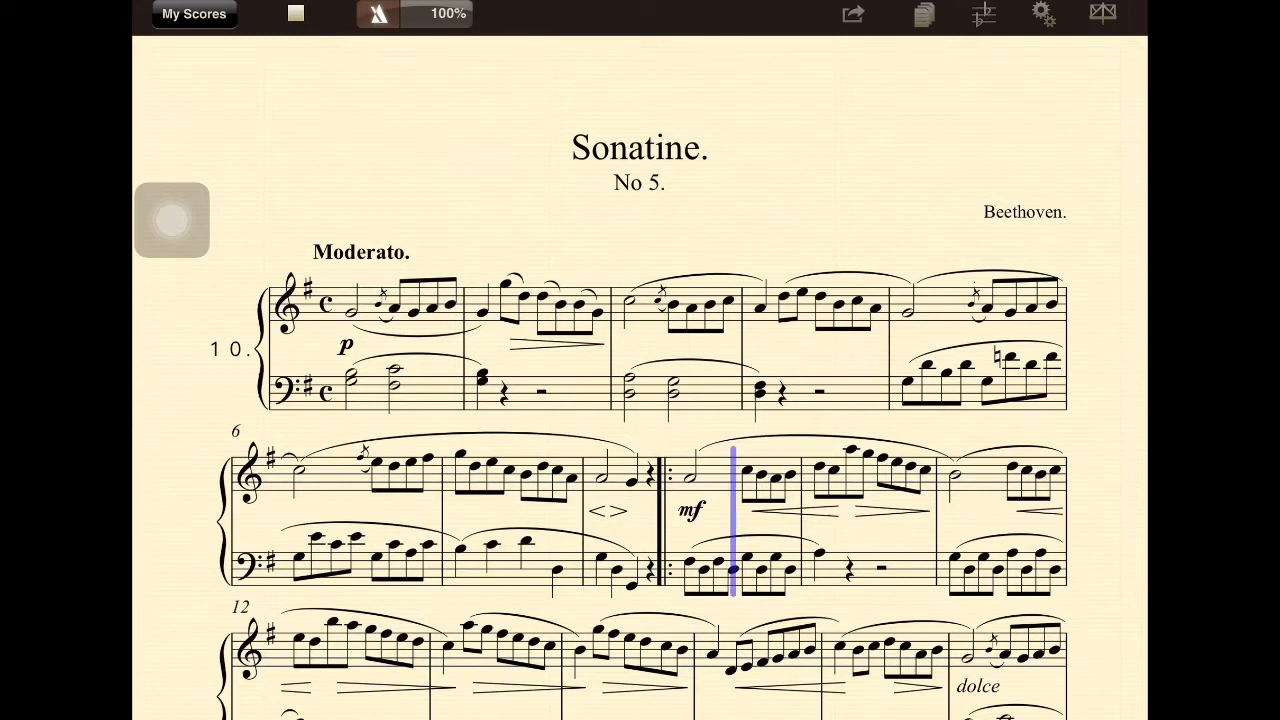 My Scores 100%
Sonatine.
No 5.
Beethoven.
Moderato.
10.
p
6
mf
12
dolce